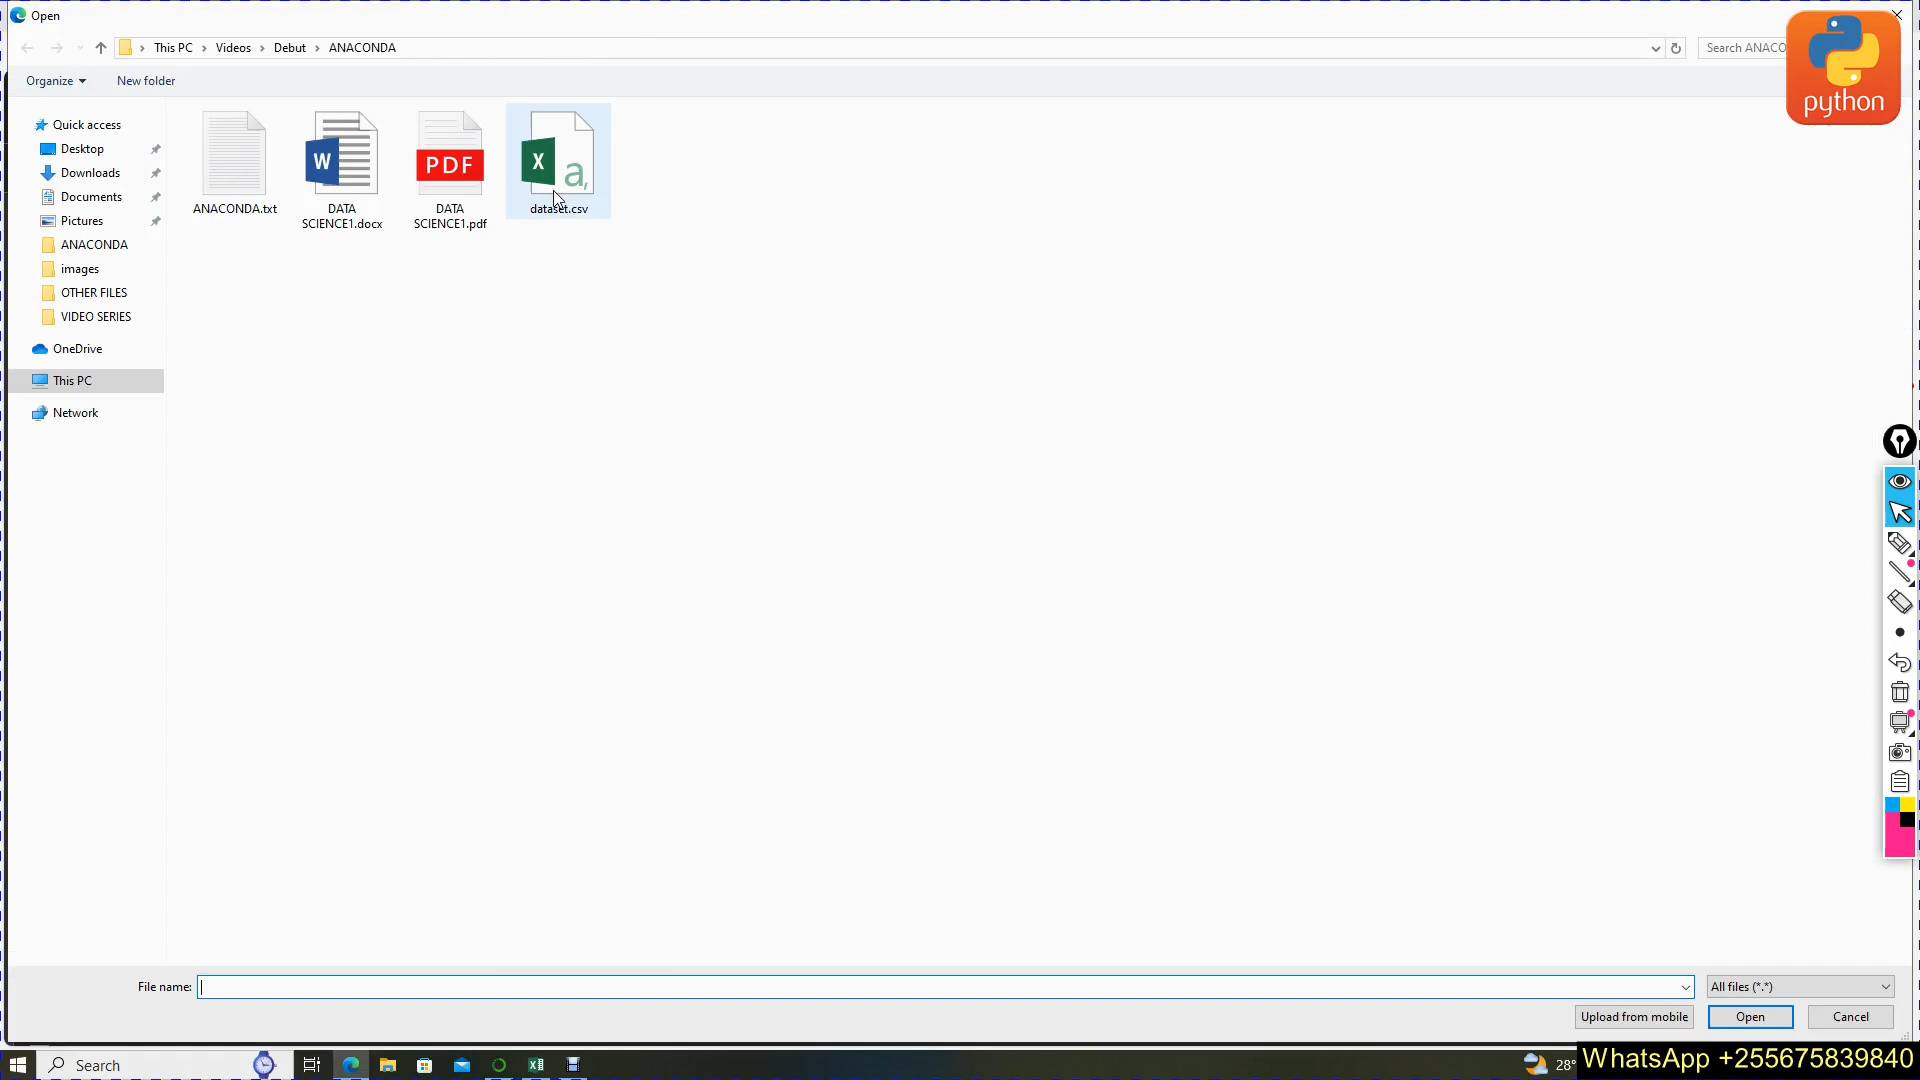 Open
This PC
Videos
Debut
ANACONDA
Search ANACO
python
Organize
New folder
Quick access
Desktop
Downloads
Documents
Pictures
ANACONDA
images
OTHER FILES
VIDEO SERIES
OneDrive
This PC
Network
ANACONDA.txt
W
DATA
SCIENCE1.docx
PDF
DATA
SCIENCE1.pdf
X a,
dataset.csv
File name:
All files (*.*)
Upload from mobile
Open
Cancel
Search
28°
WhatsApp +255675839840